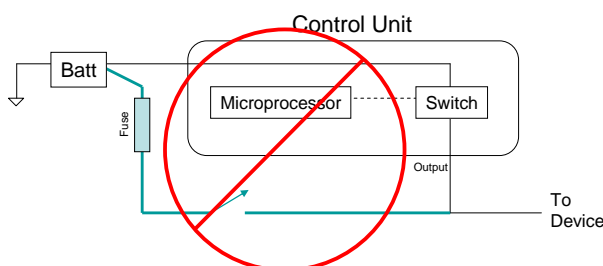 Control Unit
Batt
Microprocessor
Switch
Fuse
Output
To
Device